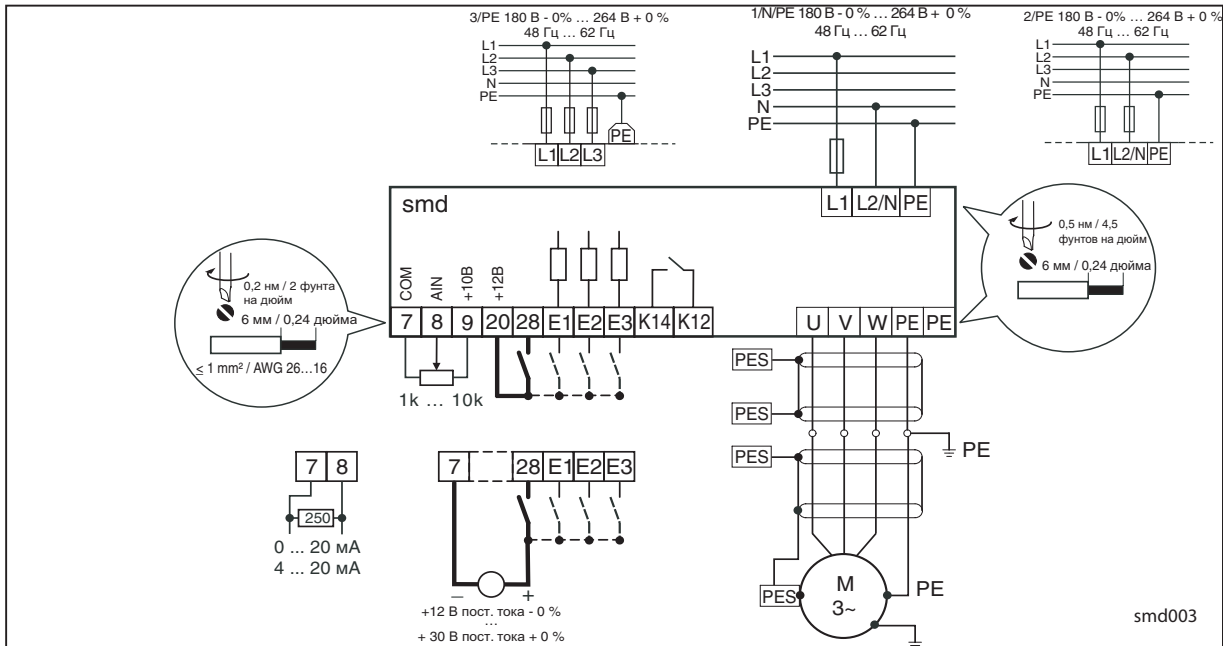 3/PE 180 В - 0% ... 264 В + 0 %
48 Гц ... 62 Гц
L1
L2
L3
N
PE
PE
L1 L2 L3
1/N/PE 180 В - 0 % ... 264 В + 0 %
48 Гц ... 62 Гц
L1
L2
L3
N
PE
2/PE 180 В - 0% ... 264 В + 0 %
48 Гц ... 62 Гц
L1
L2
L3
N
PE
L1 L2/N PE
smd
L1 L2/N PE
0,2 нм / 2 фунта
на дюйм
6 мм / 0,24 дюйма
≤ 1 mm² / AWG 26...16
0,5 нм / 4,5
фунтов на дюйм
6 мм / 0,24 дюйма
COM
AIN
+10В
+12В
7 8 9 20 28 E1 E2 E3 K14 K12
U V W PE PE
1k ... 10k
PES
PES
PES
PE
7 8
250
0 ... 20 мА
4 ... 20 мА
7 28 E1 E2 E3
– +
+12 В пост. тока - 0 %
...
+ 30 В пост. тока + 0 %
PES
M
3~
PE
smd003